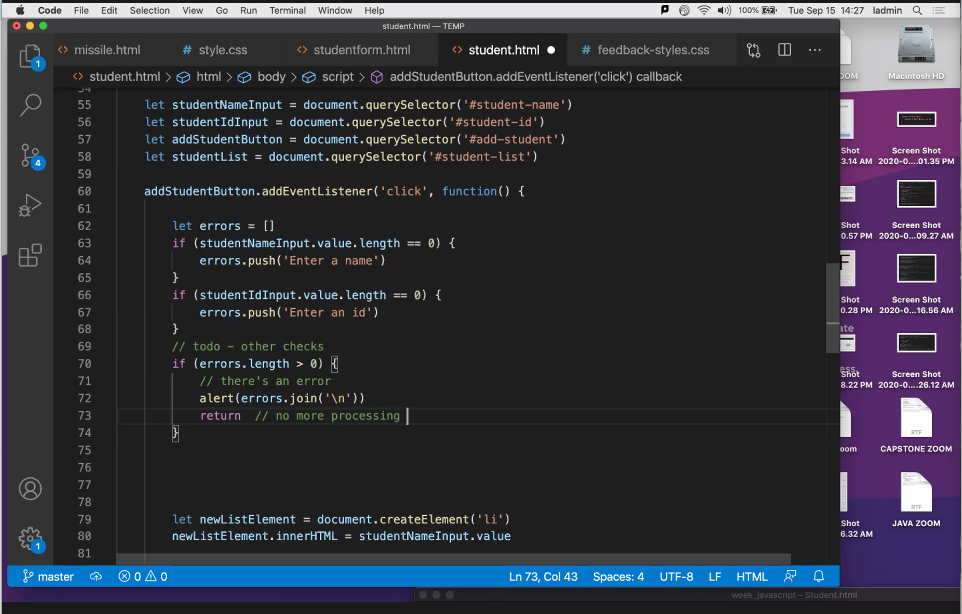 Code File Edit Selection View Go Run Terminal Window Help 100% Tue Sep 15 14:27 ladmin
student.html — TEMP
missile.html style.css studentform.html student.html feedback-styles.css
student.html > html > body > script > addStudentButton.addEventListener('click') callback
54
55 let studentNameInput = document.querySelector('#student-name')
56 let studentIdInput = document.querySelector('#student-id')
57 let addStudentButton = document.querySelector('#add-student')
58 let studentList = document.querySelector('#student-list')
59
60 addStudentButton.addEventListener('click', function() {
61
62 let errors = []
63 if (studentNameInput.value.length == 0) {
64 errors.push('Enter a name')
65 }
66 if (studentIdInput.value.length == 0) {
67 errors.push('Enter an id')
68 }
69 // todo - other checks
70 if (errors.length > 0) {
71 // there's an error
72 alert(errors.join('\n'))
73 return // no more processing
74 }
75
76
77
78
79 let newListElement = document.createElement('li')
80 newListElement.innerHTML = studentNameInput.value
81
1
4
1
master 0 0 Ln 73, Col 43 Spaces: 4 UTF-8 LF HTML
week_javascript – Student.html
OOM Macintosh HD
Shot Screen Shot
3.14 AM 2020-0....01.35 PM
Shot Screen Shot
0.57 PM 2020-0...09.27 AM
F
Shot Screen Shot
0.28 PM 2020-0...16.56 AM
ate
ess
Shot Screen Shot
8.22 PM 2020-0...26.12 AM
RTF
oom CAPSTONE ZOOM
RTF
Shot JAVA ZOOM
6.32 AM